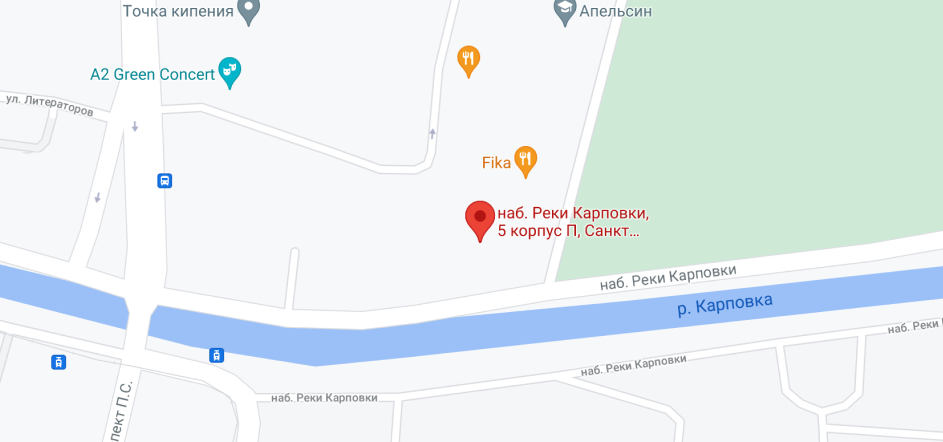 Точка кипения
Апельсин
A2 Green Concert
ул. Литераторов
Fika
наб. Реки Карповки,
5 корпус П, Санкт...
наб. Реки Карповки
р. Карповка
наб. Реки
наб. Реки Карповки
наб. Реки Карповки
пект П.С.